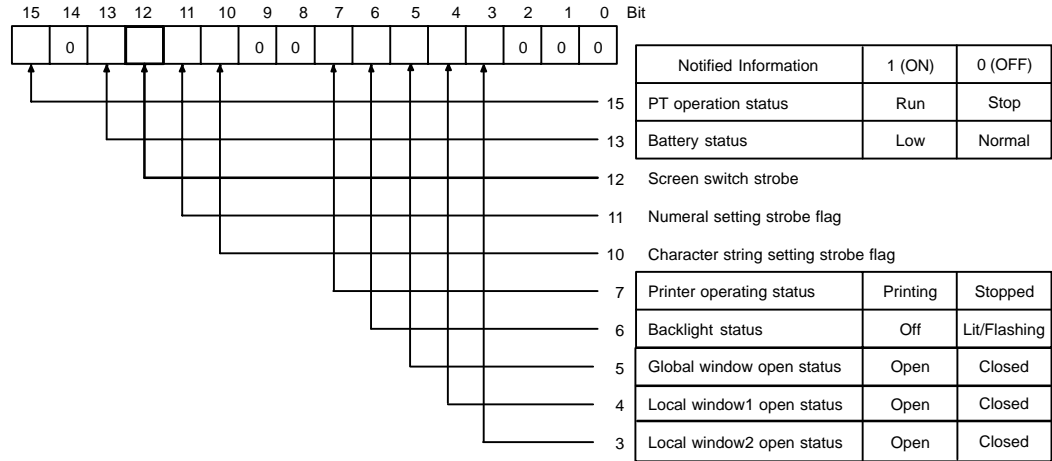 15 14 13 12 11 10 9 8 7 6 5 4 3 2 1 0 Bit
0 0 0 0 0 0
Notified Information 1 (ON) 0 (OFF)
15 PT operation status Run Stop
13 Battery status Low Normal
12 Screen switch strobe
11 Numeral setting strobe flag
10 Character string setting strobe flag
7 Printer operating status Printing Stopped
6 Backlight status Off Lit/Flashing
5 Global window open status Open Closed
4 Local window1 open status Open Closed
3 Local window2 open status Open Closed